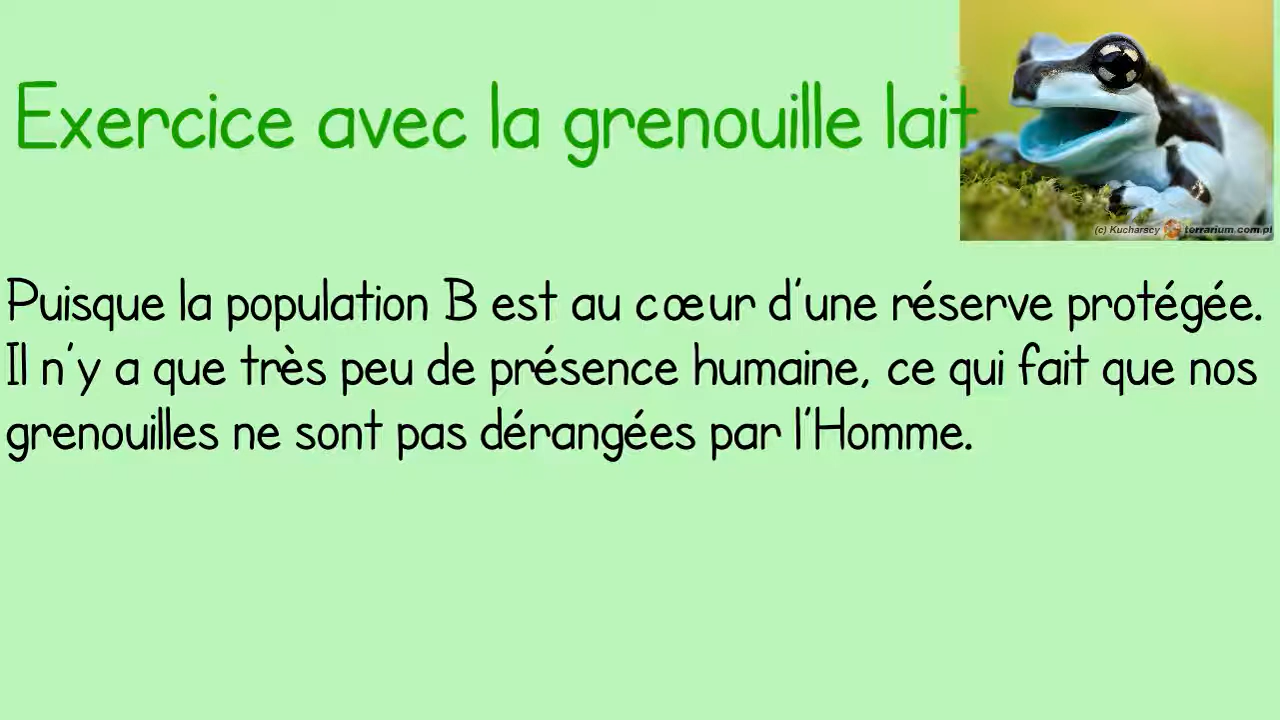 Exercice avec la grenouille lait
(c) Kucharscy terrarium.com.pl
Puisque la population B est au cœur d'une réserve protégée.
Il n'y a que très peu de présence humaine, ce qui fait que nos
grenouilles ne sont pas dérangées par l'Homme.